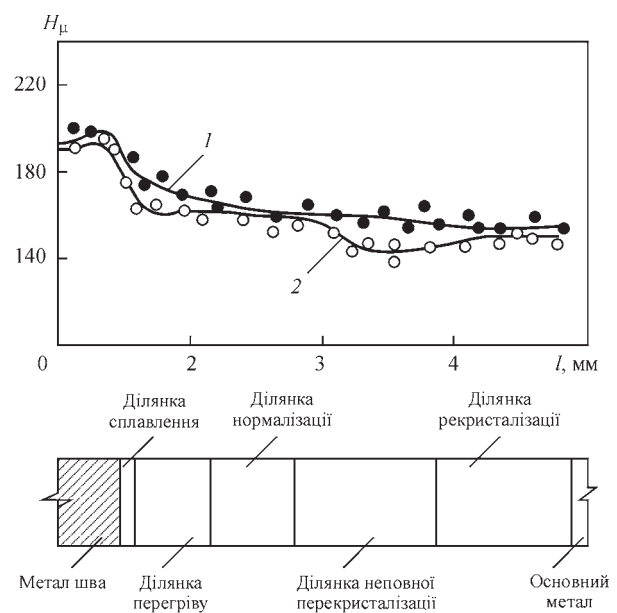 Hμ
220
180
140
1
2
0
2
3
4
l, мм
Ділянка
сплавлення
Ділянка
нормалізації
Ділянка
рекристалізації
Метал шва
Ділянка
перегріву
Ділянка неповної
перекристалізації
Основний
метал